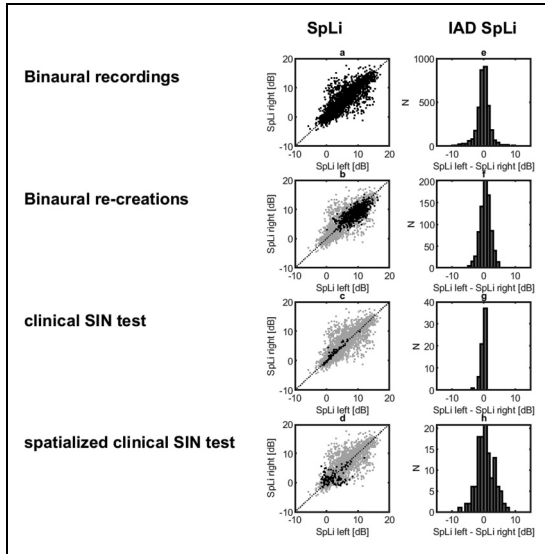 SpLi IAD SpLi
Binaural recordings
a
SpLi right [dB]
20
10
0
-10
-10 0 10 20
SpLi left [dB]
e
N
1000
500
0
-10 0 10
SpLi left - SpLi right [dB]
Binaural re-creations
b
SpLi right [dB]
20
10
0
-10
-10 0 10 20
SpLi left [dB]
f
N
200
150
100
50
0
-10 0 10
SpLi left - SpLi right [dB]
clinical SIN test
c
SpLi right [dB]
20
10
0
-10
-10 0 10 20
SpLi left [dB]
g
N
40
30
20
10
0
-10 0 10
SpLi left - SpLi right [dB]
spatialized clinical SIN test
d
SpLi right [dB]
20
10
0
-10
-10 0 10 20
SpLi left [dB]
h
N
20
15
10
5
0
-10 0 10
SpLi left - SpLi right [dB]